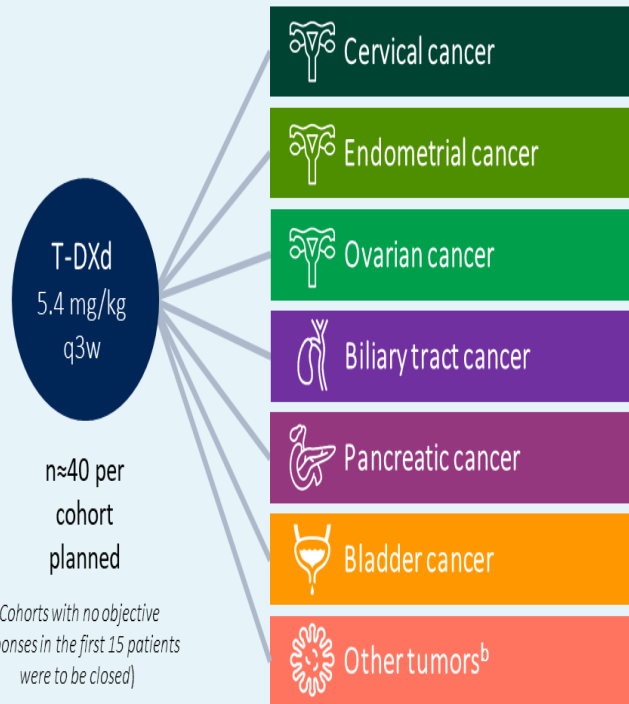 Cervical cancer
Endometrial cancer
T-DXd
5.4 mg/kg
q3w
Ovarian cancer
Biliary tract cancer
Pancreatic cancer
Bladder cancer
Other tumorsᵇ
n≈40 per
cohort
planned
Cohorts with no objective
in the first 15 patients
were to be closed)